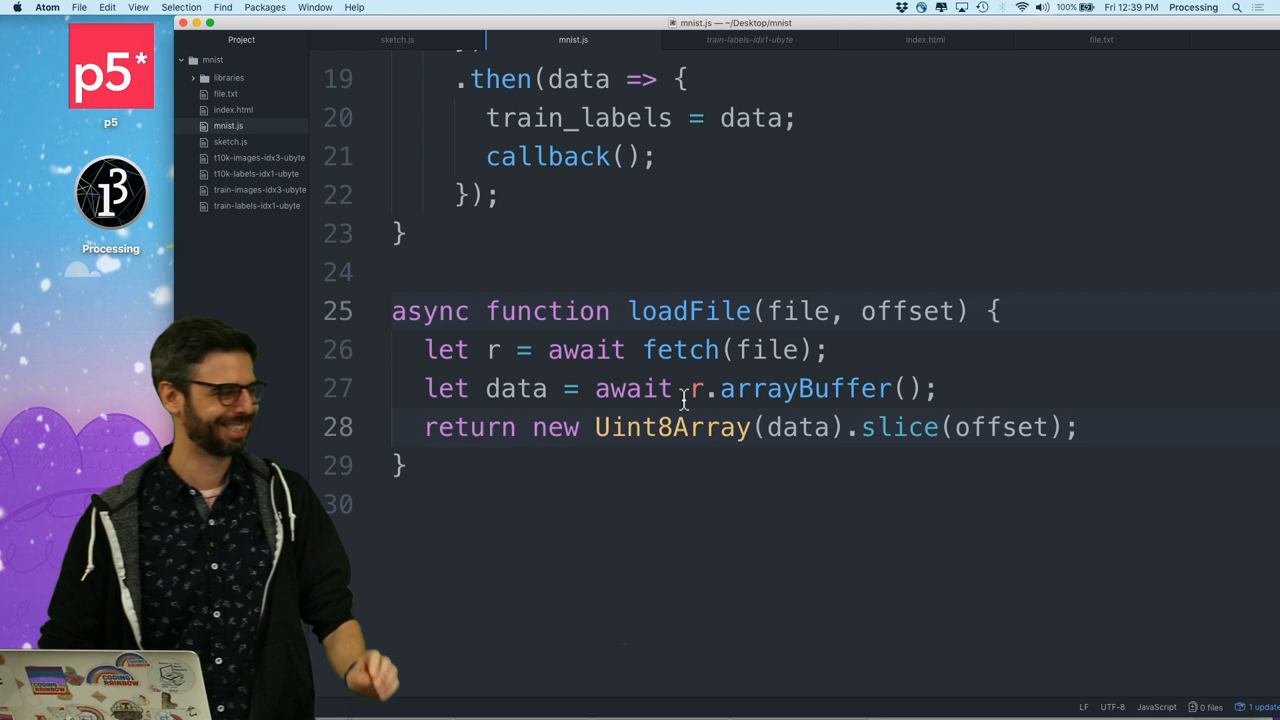 Atom File Edit View Selection Find Packages Window Help 100% Fri 12:39 PM Processing
mnist.js — ~/Desktop/mnist
Project sketch.js mnist.js train-labels-idx1-ubyte index.html file.txt
p5*
p5
Processing
mnist
libraries
file.txt
index.html
mnist.js
sketch.js
t10k-images-idx3-ubyte
t10k-labels-idx1-ubyte
train-images-idx3-ubyte
train-labels-idx1-ubyte
19 .then(data => {
20 train_labels = data;
21 callback();
22 });
23 }
24
25 async function loadFile(file, offset) {
26 let r = await fetch(file);
27 let data = await r.arrayBuffer();
28 return new Uint8Array(data).slice(offset);
29 }
30
CODING RAINBOW
LF UTF-8 JavaScript 0 files 1 update